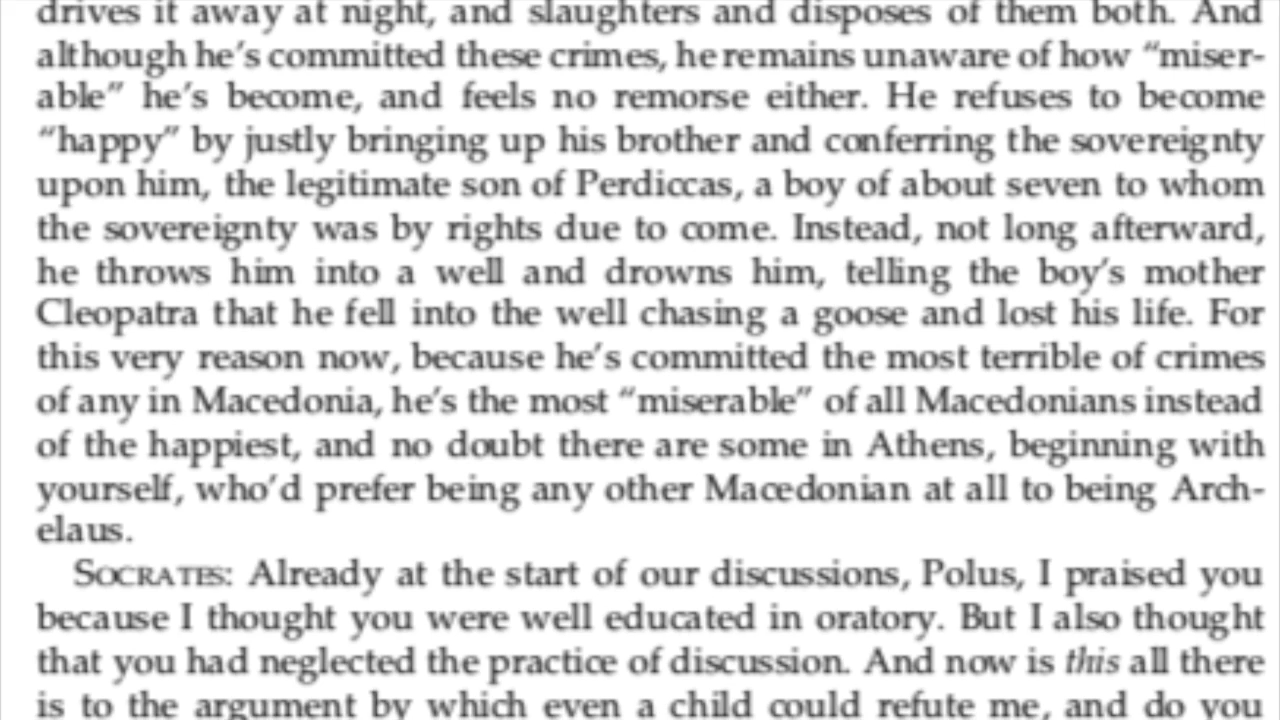 drives it away at night, and slaughters and disposes of them both. And
although he's committed these crimes, he remains unaware of how “miser-
able” he's become, and feels no remorse either. He refuses to become
“happy” by justly bringing up his brother and conferring the sovereignty
upon him, the legitimate son of Perdiccas, a boy of about seven to whom
the sovereignty was by rights due to come. Instead, not long afterward,
he throws him into a well and drowns him, telling the boy's mother
Cleopatra that he fell into the well chasing a goose and lost his life. For
this very reason now, because he's committed the most terrible of crimes
of any in Macedonia, he's the most “miserable” of all Macedonians instead
of the happiest, and no doubt there are some in Athens, beginning with
yourself, who'd prefer being any other Macedonian at all to being Arch-
elaus.
SOCRATES: Already at the start of our discussions, Polus, I praised you
because I thought you were well educated in oratory. But I also thought
that you had neglected the practice of discussion. And now is this all there
is to the argument by which even a child could refute me, and do you